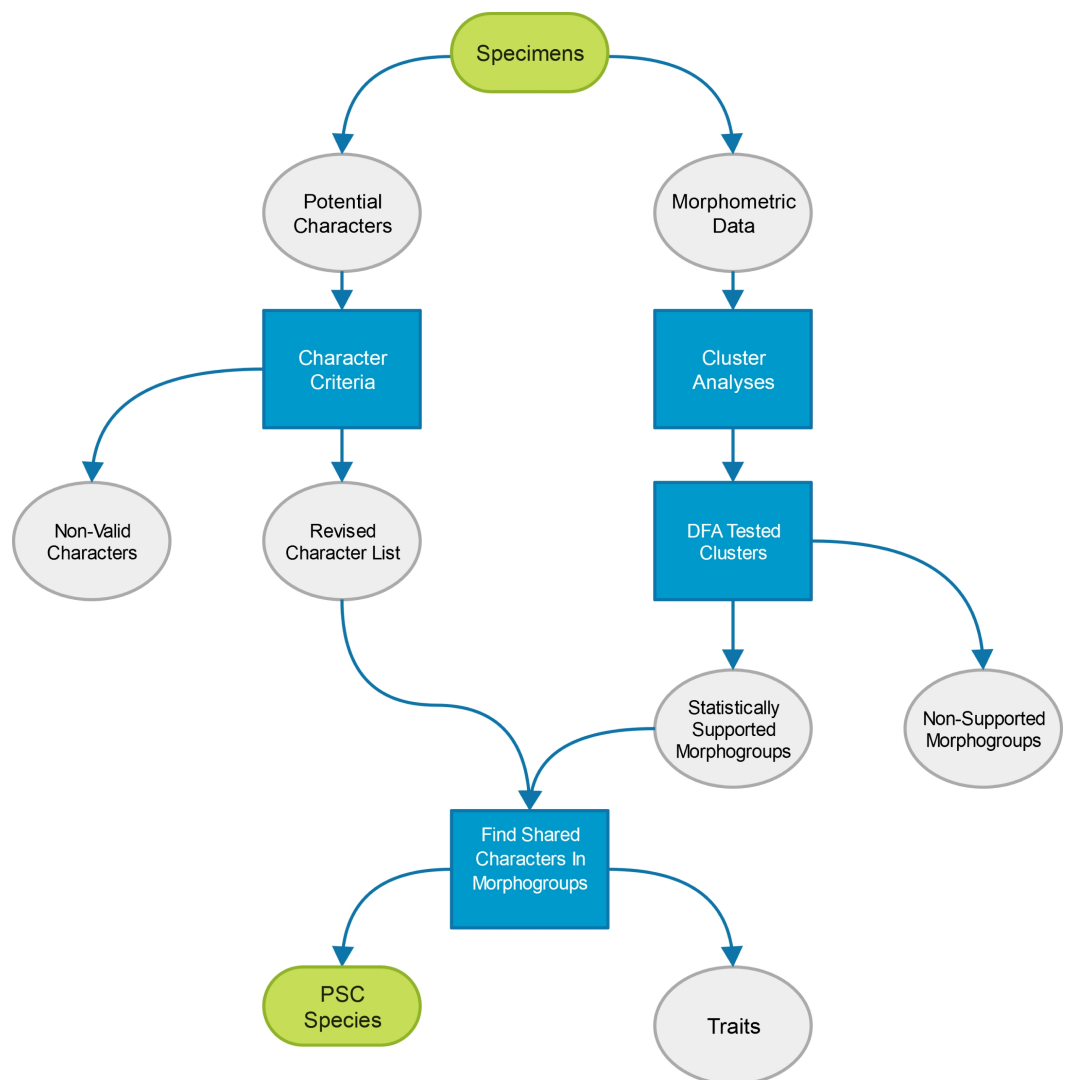 Specimens
Potential
Characters
Morphometric
Data
Character
Criteria
Cluster
Analyses
Non-Valid
Characters
Revised
Character List
DFA Tested
Clusters
Statistically
Supported
Morphogroups
Non-Supported
Morphogroups
Find Shared
Characters In
Morphogroups
PSC
Species
Traits